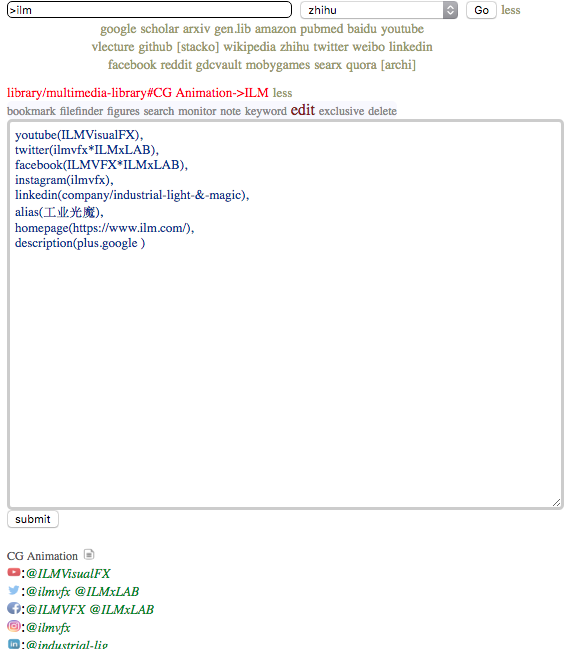 >ilm zhihu Go less
google scholar arxiv gen.lib amazon pubmed baidu youtube
vlecture github [stacko] wikipedia zhihu twitter weibo linkedin
facebook reddit gdcvault mobygames searx quora [archi]
library/multimedia-library#CG Animation->ILM less
bookmark filefinder figures search monitor note keyword edit exclusive delete
youtube(ILMVisualFX),
twitter(ilmvfx*ILMxLAB),
facebook(ILMVFX*ILMxLAB),
instagram(ilmvfx),
linkedin(company/industrial-light-&-magic),
alias(工业光魔),
homepage(https://www.ilm.com/),
description(plus.google )
submit
CG Animation
:@ILMVisualFX
:@ilmvfx @ILMxLAB
:@ILMVFX @ILMxLAB
:@ilmvfx
:@industrial-lig